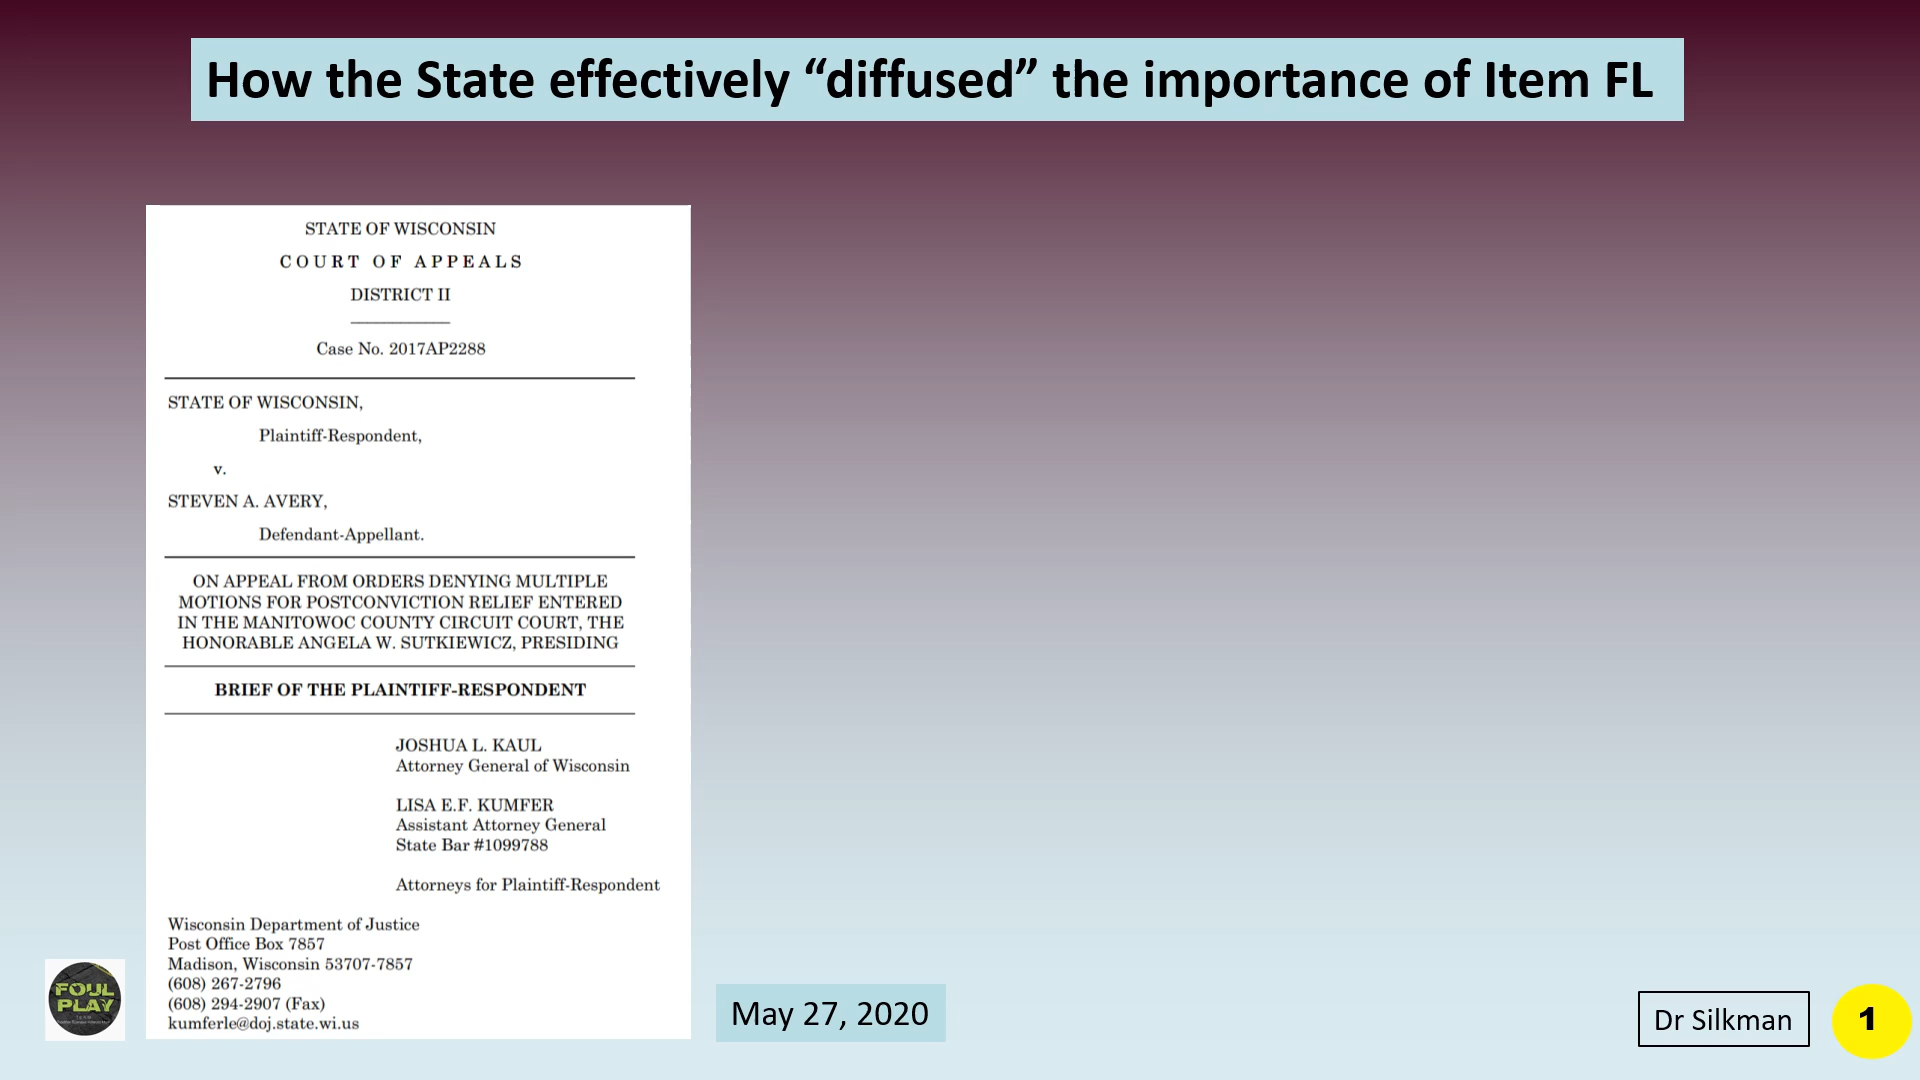 How the State effectively “diffused” the importance of Item FL
STATE OF WISCONSIN
COURT OF APPEALS
DISTRICT II
Case No. 2017AP2288
STATE OF WISCONSIN,
Plaintiff-Respondent,
v.
STEVEN A. AVERY,
Defendant-Appellant.
ON APPEAL FROM ORDERS DENYING MULTIPLE
MOTIONS FOR POSTCONVICTION RELIEF ENTERED
IN THE MANITOWOC COUNTY CIRCUIT COURT, THE
HONORABLE ANGELA W. SUTKIEWICZ, PRESIDING
BRIEF OF THE PLAINTIFF-RESPONDENT
JOSHUA L. KAUL
Attorney General of Wisconsin
LISA E.F. KUMFER
Assistant Attorney General
State Bar #1099788
Attorneys for Plaintiff-Respondent
Wisconsin Department of Justice
Post Office Box 7857
Madison, Wisconsin 53707-7857
(608) 267-2796
(608) 294-2907 (Fax)
kumferle@doj.state.wi.us
FOUL
PLAY
May 27, 2020
Dr Silkman
1